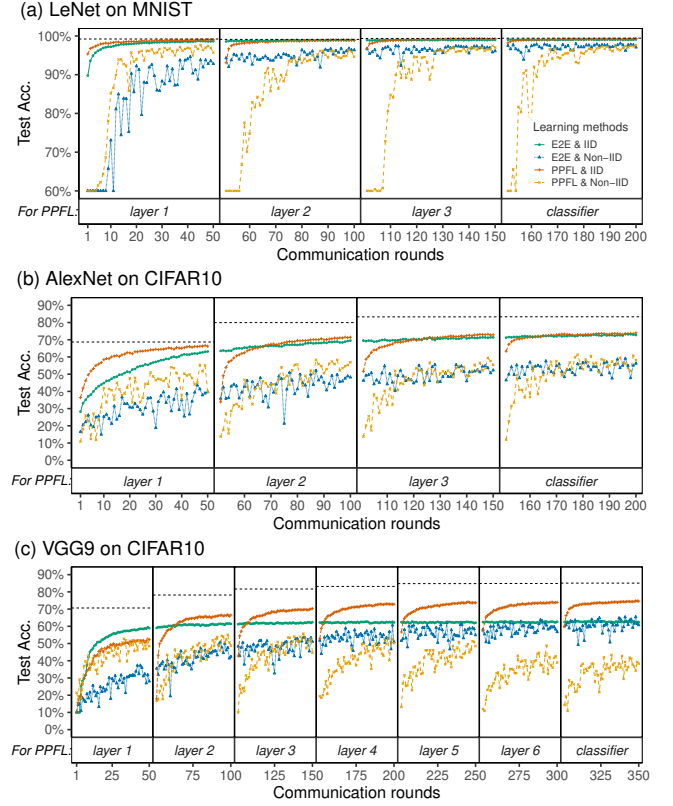 (a) LeNet on MNIST
100%
90%
80%
70%
60%
Test Acc.
Learning methods
E2E & IID
E2E & Non−IID
PPFL & IID
PPFL & Non−IID
For PPFL: layer 1 layer 2 layer 3 classifier
1 10 20 30 40 50 60 70 80 90 100 110 120 130 140 150 160 170 180 190 200
Communication rounds
(b) AlexNet on CIFAR10
90%
80%
70%
60%
50%
40%
30%
20%
10%
0%
Test Acc.
For PPFL: layer 1 layer 2 layer 3 classifier
1 10 20 30 40 50 60 70 80 90 100 110 120 130 140 150 160 170 180 190 200
Communication rounds
(c) VGG9 on CIFAR10
90%
80%
70%
60%
50%
40%
30%
20%
10%
0%
Test Acc.
For PPFL: layer 1 layer 2 layer 3 layer 4 layer 5 layer 6 classifier
1 25 50 75 100 125 150 175 200 225 250 275 300 325 350
Communication rounds